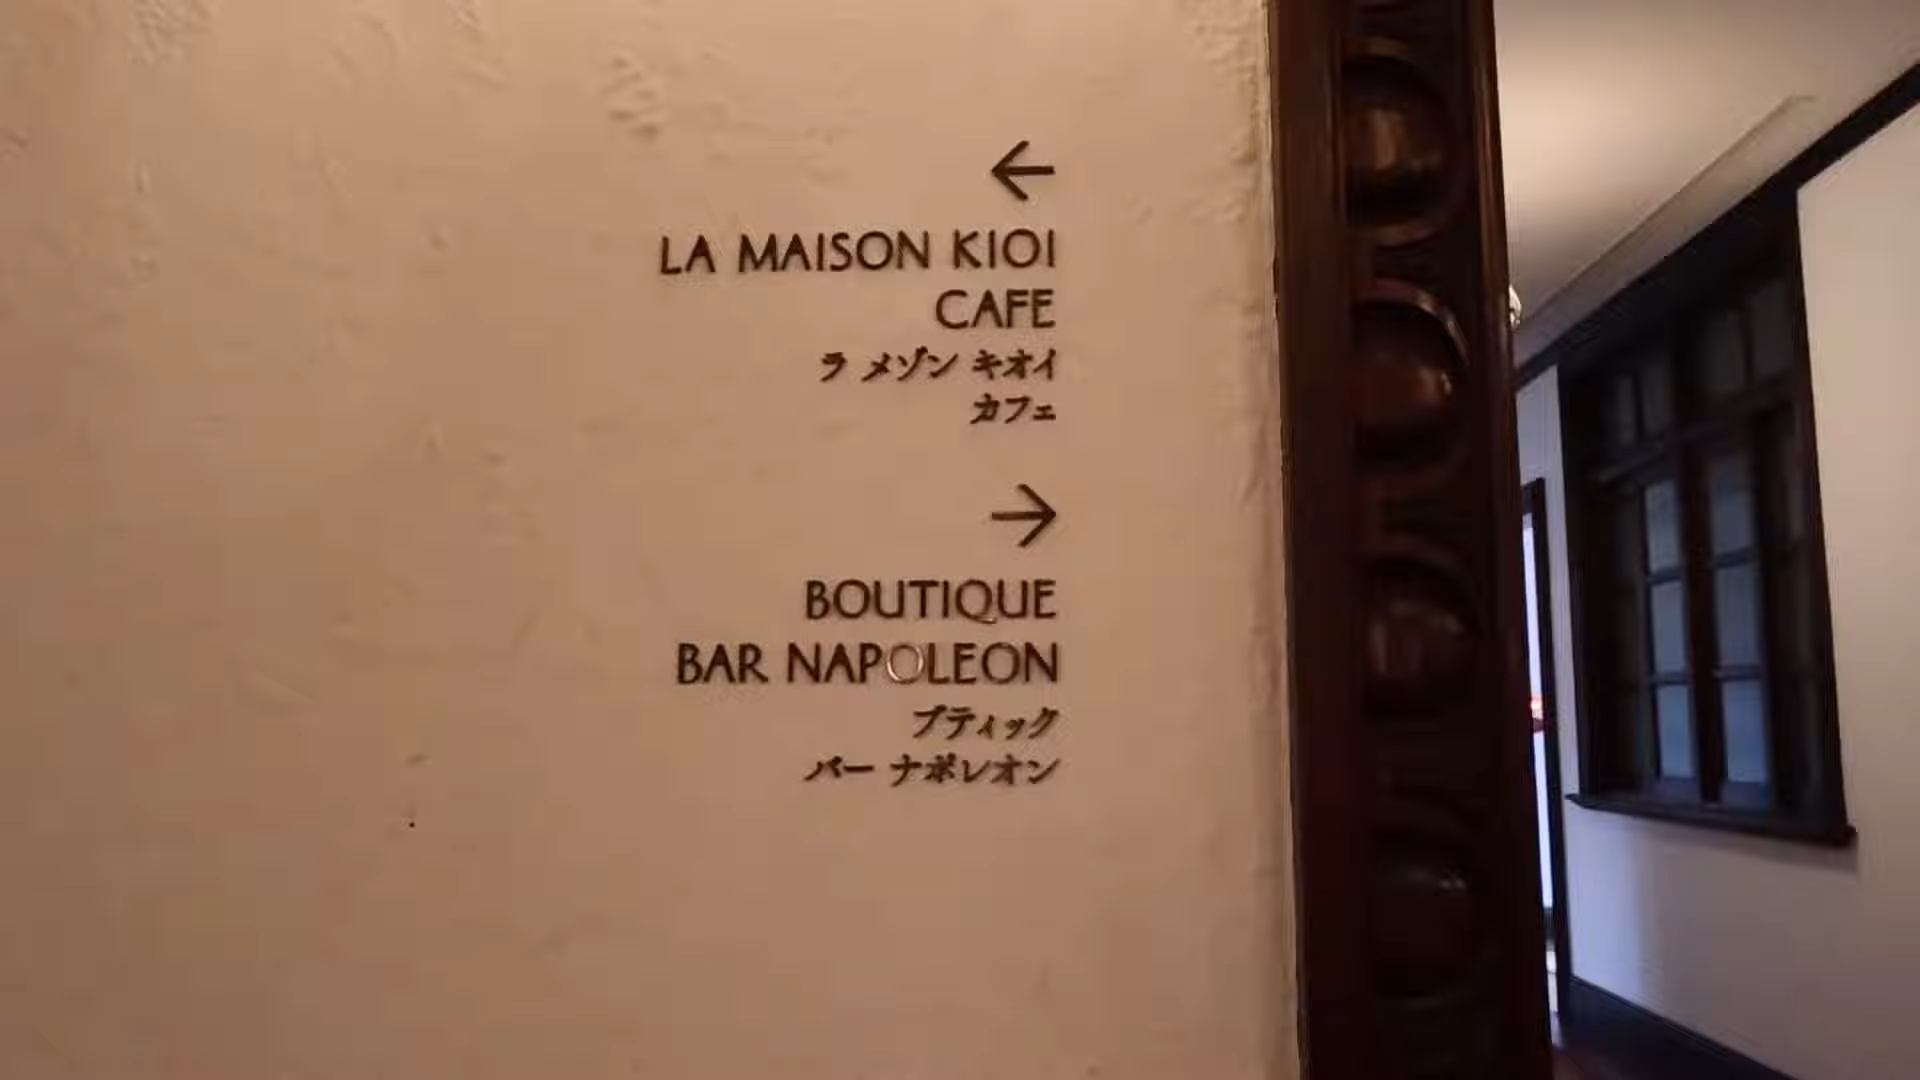 ←
LA MAISON KIOI
CAFE
ラ メゾン キオイ
カフェ
→
BOUTIQUE
BAR NAPOLEON
ブティック
バー ナポレオン